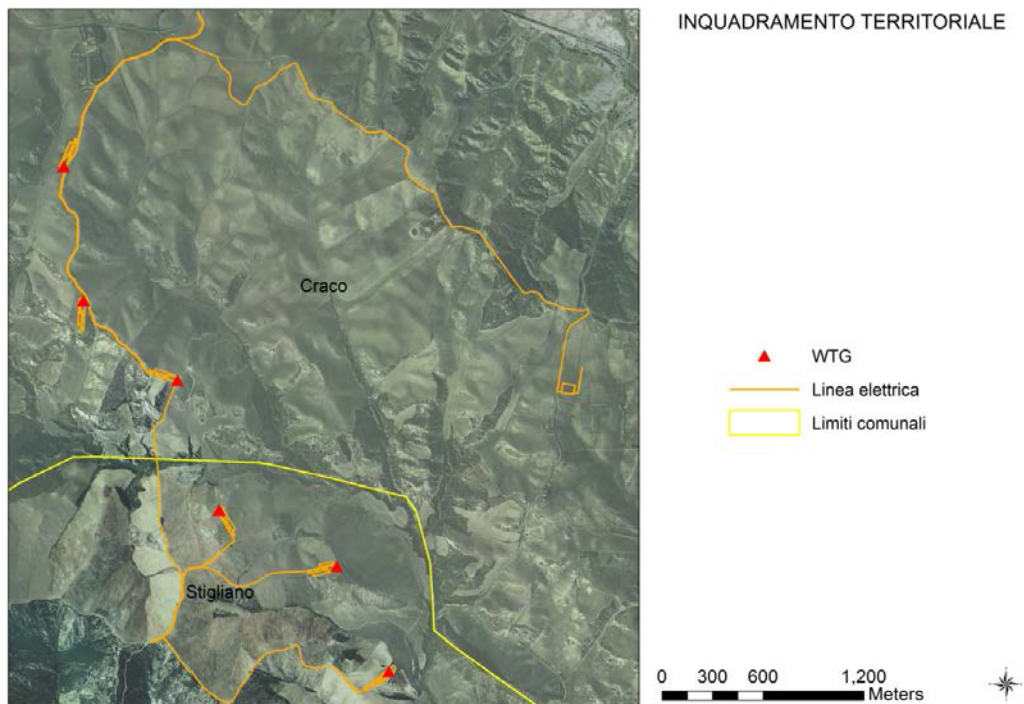 INQUADRAMENTO TERRITORIALE
Craco
Stigliano
WTG
Linea elettrica
Limiti comunali
0 300 600 1,200
Meters